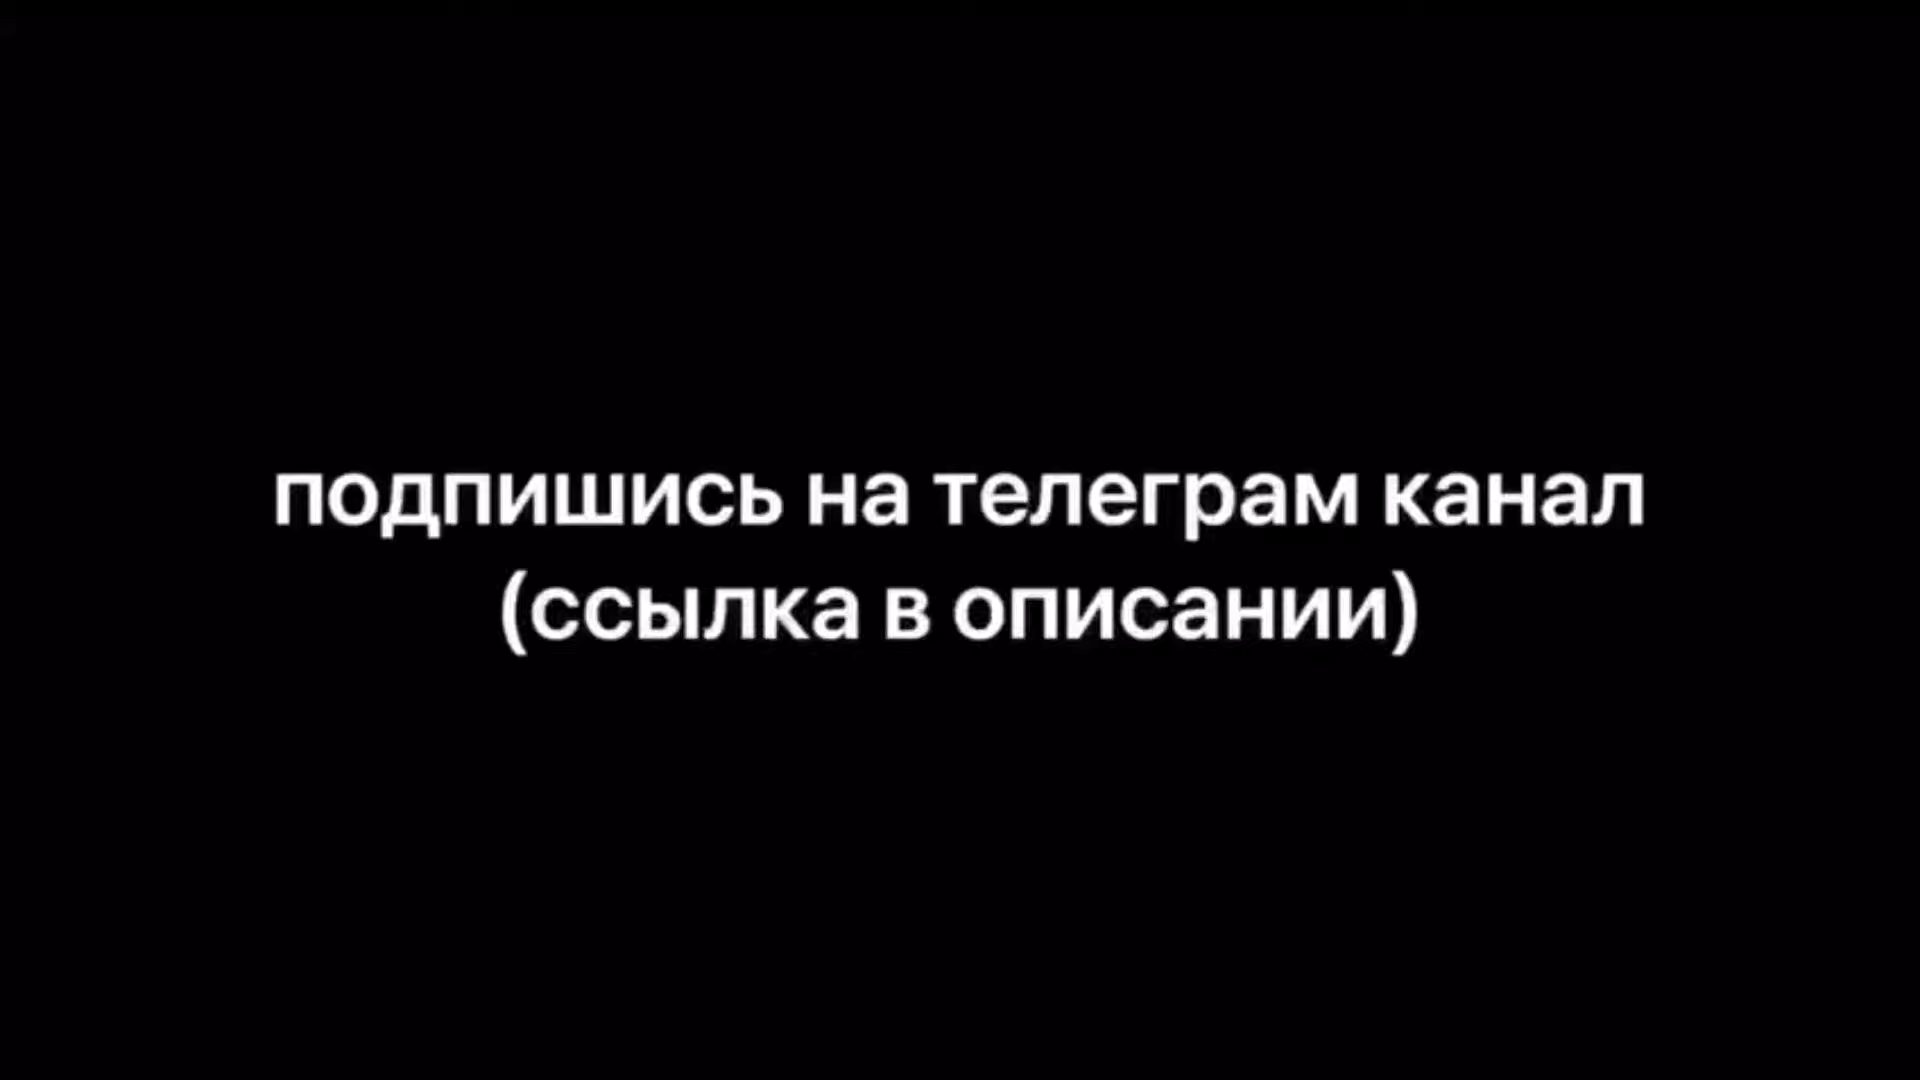 подпишись на телеграм канал
(ссылка в описании)